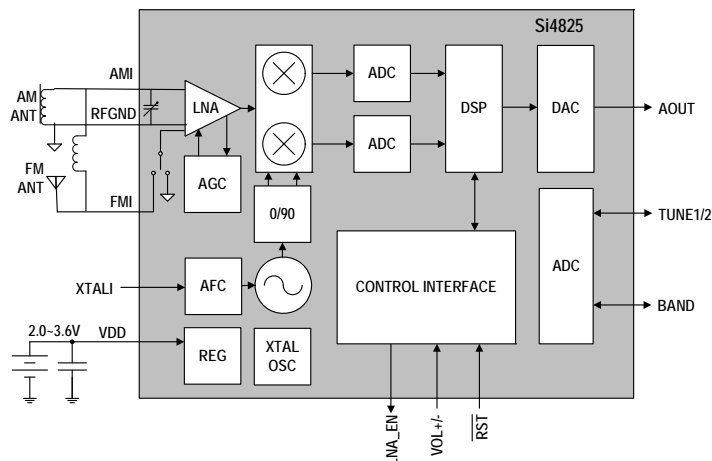 Si4825
AMI
AM
ANT
RFGND
LNA
ADC
DSP
DAC
AOUT
ADC
AGC
FM
ANT
FMI
0/90
TUNE1/2
ADC
CONTROL INTERFACE
XTALI
AFC
BAND
2.0~3.6V
VDD
REG
XTAL
OSC
LNA_EN
VOL+/-
RST